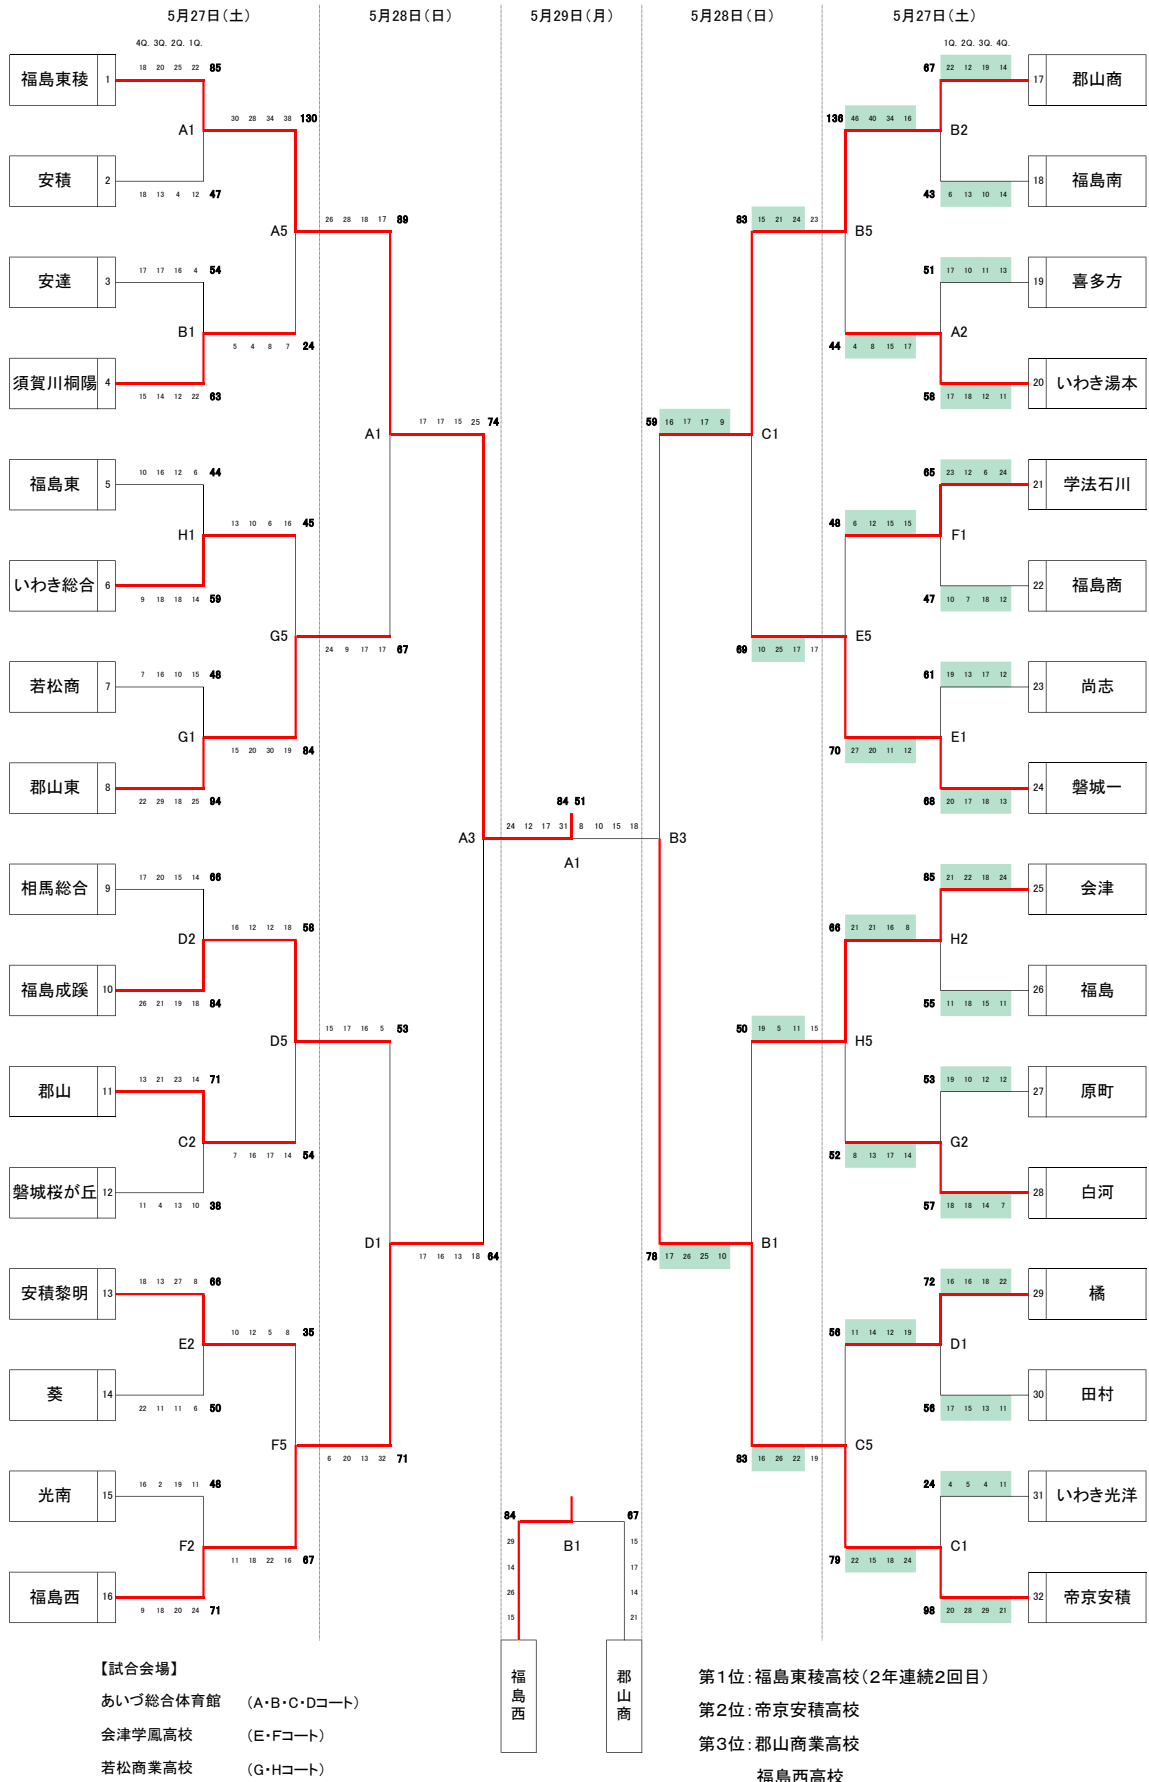 5月27日(土) 5月28日(日) 5月29日(月) 5月28日(日) 5月27日(土)
4Q. 3Q. 2Q. 1Q. 1Q. 2Q. 3Q. 4Q.
福島東稜 1 18 20 25 22 85 67 22 12 19 14 17 郡山商
A1 30 28 34 38 130 136 46 40 34 16 B2
安積 2 18 13 4 12 47 43 6 13 10 14 18 福島南
A5 26 28 18 17 89 83 15 21 24 23 B5
安達 3 17 17 16 4 54 51 17 10 11 13 19 喜多方
B1 5 4 8 7 24 44 4 8 15 17 A2
須賀川桐陽 4 15 14 12 22 63 58 17 18 12 11 20 いわき湯本
A1 17 17 15 25 74 59 16 17 17 9 C1
福島東 5 10 16 12 6 44 65 23 12 6 24 21 学法石川
H1 13 10 6 16 45 48 6 12 15 15 F1
いわき総合 6 9 18 18 14 59 47 10 7 18 12 22 福島商
G5 24 9 17 17 67 69 10 25 17 17 E5
若松商 7 7 16 10 15 48 61 19 13 17 12 23 尚志
G1 15 20 30 19 84 70 27 20 11 12 E1
郡山東 8 22 29 18 25 94 68 20 17 18 13 24 磐城一
84 51
A3 24 12 17 31 8 10 15 18 B3
A1
相馬総合 9 17 20 15 14 66 85 21 22 18 24 25 会津
D2 16 12 12 18 58 66 21 21 16 8 H2
福島成蹊 10 26 21 19 18 84 55 11 18 15 11 26 福島
D5 15 17 16 5 53 50 19 5 11 15 H5
郡山 11 13 21 23 14 71 53 19 10 12 12 27 原町
C2 7 16 17 14 54 52 8 13 17 14 G2
磐城桜が丘 12 11 4 13 10 38 57 18 18 14 7 28 白河
D1 17 16 13 18 64 78 17 26 25 10 B1
安積黎明 13 18 13 27 8 66 72 16 16 18 22 29 橘
E2 10 12 5 8 35 56 11 14 12 19 D1
葵 14 22 11 11 6 50 56 17 15 13 11 30 田村
F5 6 20 13 32 71 83 16 26 22 19 C5
光南 15 16 2 19 11 48 24 4 5 4 11 31 いわき光洋
F2 11 18 22 16 67 79 22 15 18 24 C1
福島西 16 9 18 20 24 71 98 20 28 29 21 32 帝京安積
84 67
B1
29 15
14 17
26 14
15 21
福島西 郡山商
【試合会場】
あいづ総合体育館 (A・B・C・Dコート)
会津学鳳高校 (E・Fコート)
若松商業高校 (G・Hコート)
第1位:福島東稜高校(2年連続2回目)
第2位:帝京安積高校
第3位:郡山商業高校
福島西高校